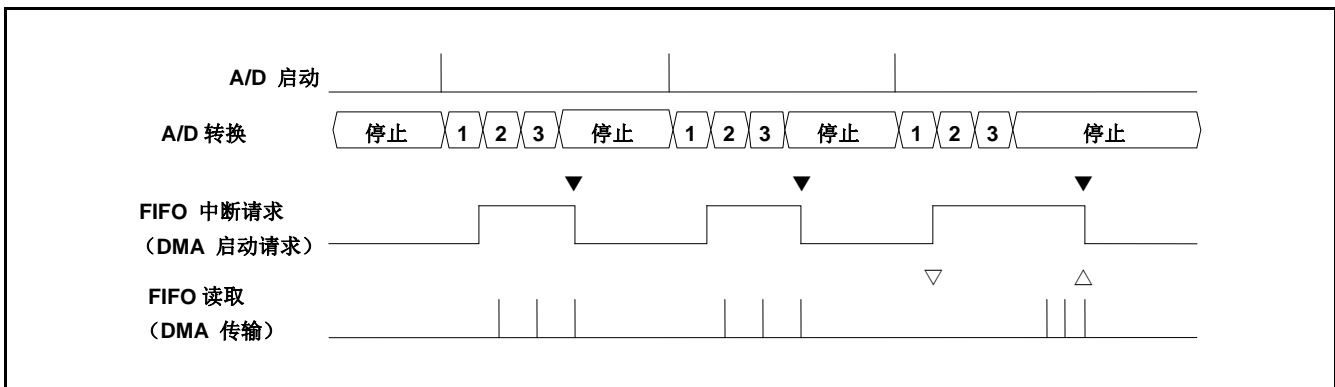 A/D 启动
A/D 转换 停止 1 2 3 停止 1 2 3 停止 1 2 3 停止
FIFO 中断请求
（DMA 启动请求）
FIFO 读取
（DMA 传输）